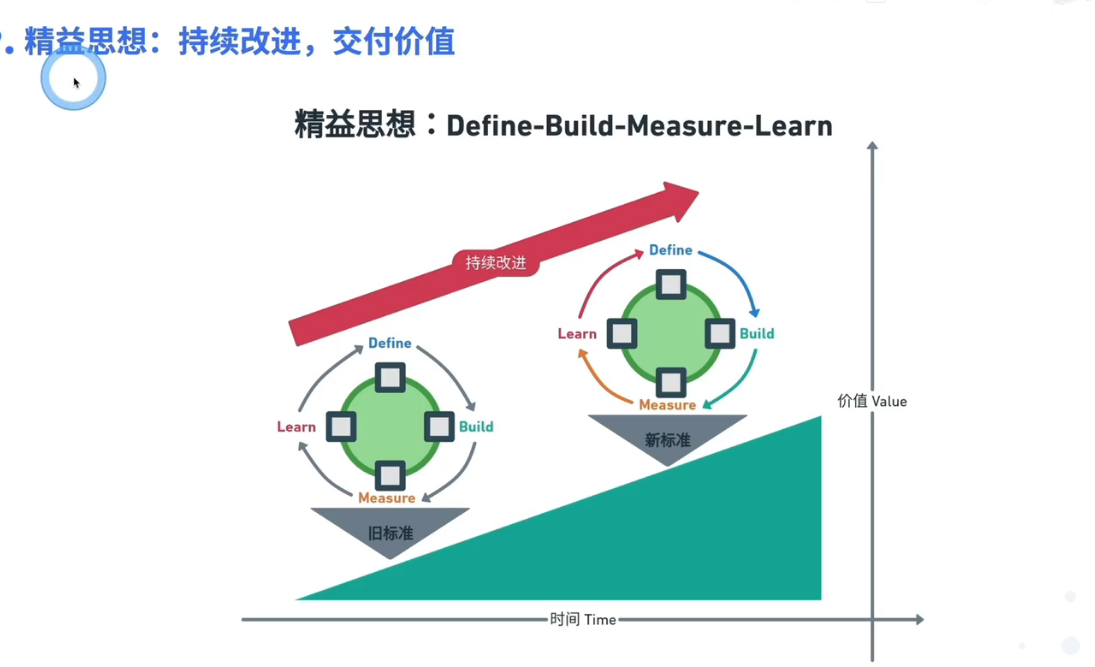 . 精益思想：持续改进，交付价值
精益思想：Define-Build-Measure-Learn
持续改进
Define
Learn
Build
Measure
新标准
Define
Learn
Build
Measure
旧标准
价值 Value
时间 Time